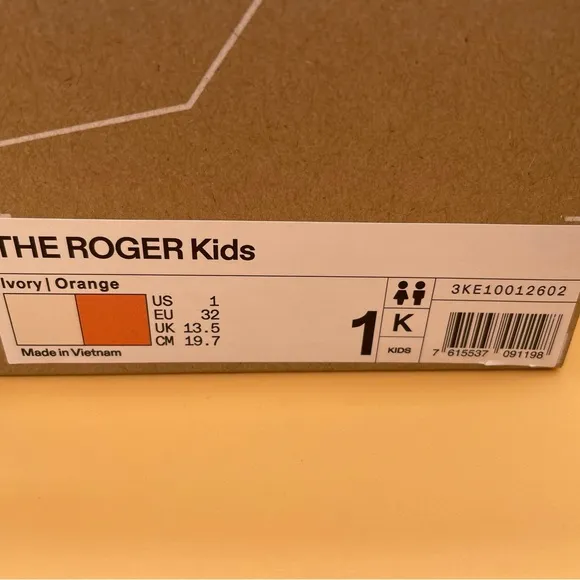 THE ROGER Kids
Ivory | Orange
US 1
EU 32
UK 13.5
CM 19.7
Made in Vietnam
1
K
KIDS
3KE10012602
7 615537 091198